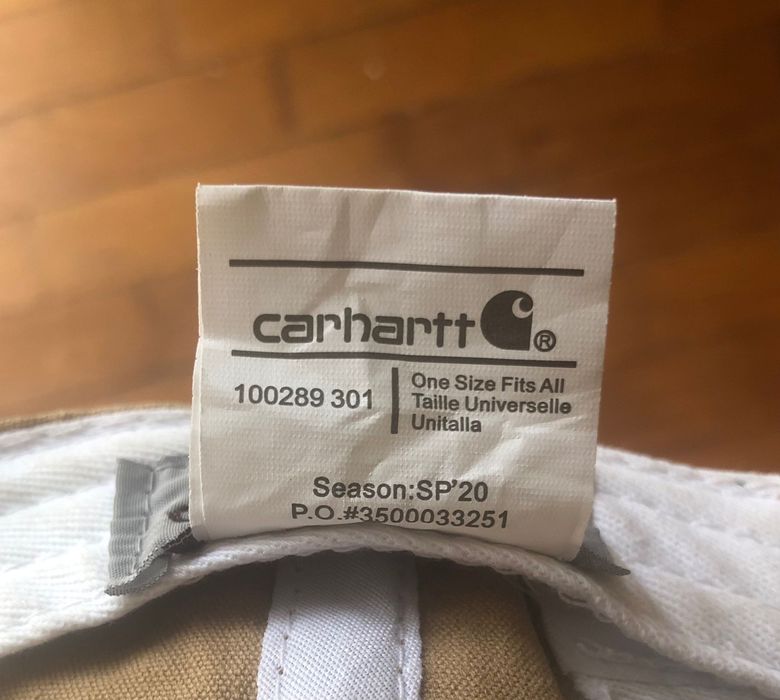 carhartt®
100289 301
One Size Fits All
Taille Universelle
Unitalla
Season:SP'20
P.O.#3500033251